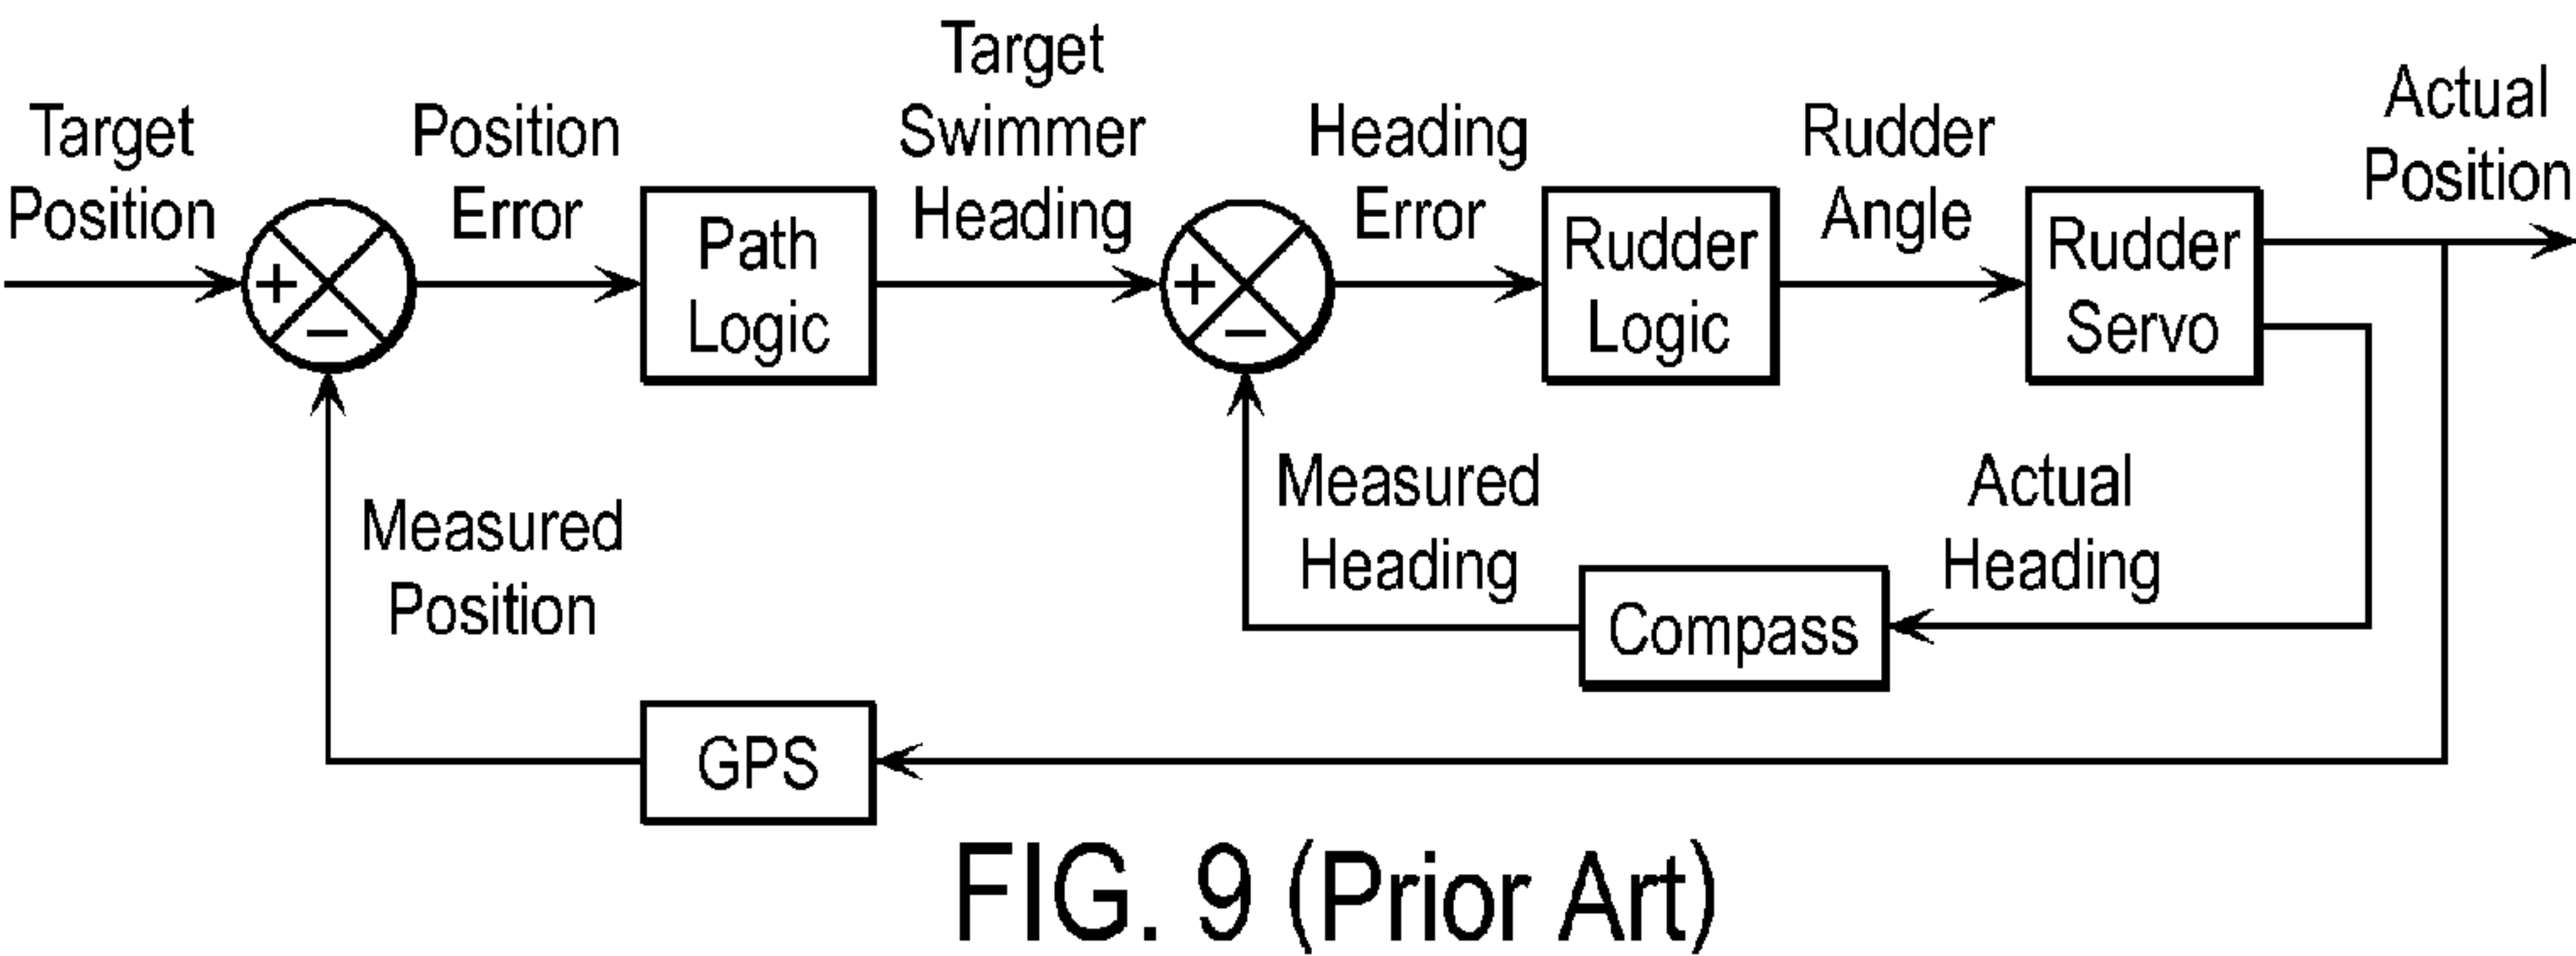 Target
Position
+
−
Position
Error
Path
Logic
Target
Swimmer
Heading
+
−
Heading
Error
Rudder
Logic
Rudder
Angle
Rudder
Servo
Actual
Position
Measured
Position
Measured
Heading
Compass
Actual
Heading
GPS
FIG. 9 (Prior Art)